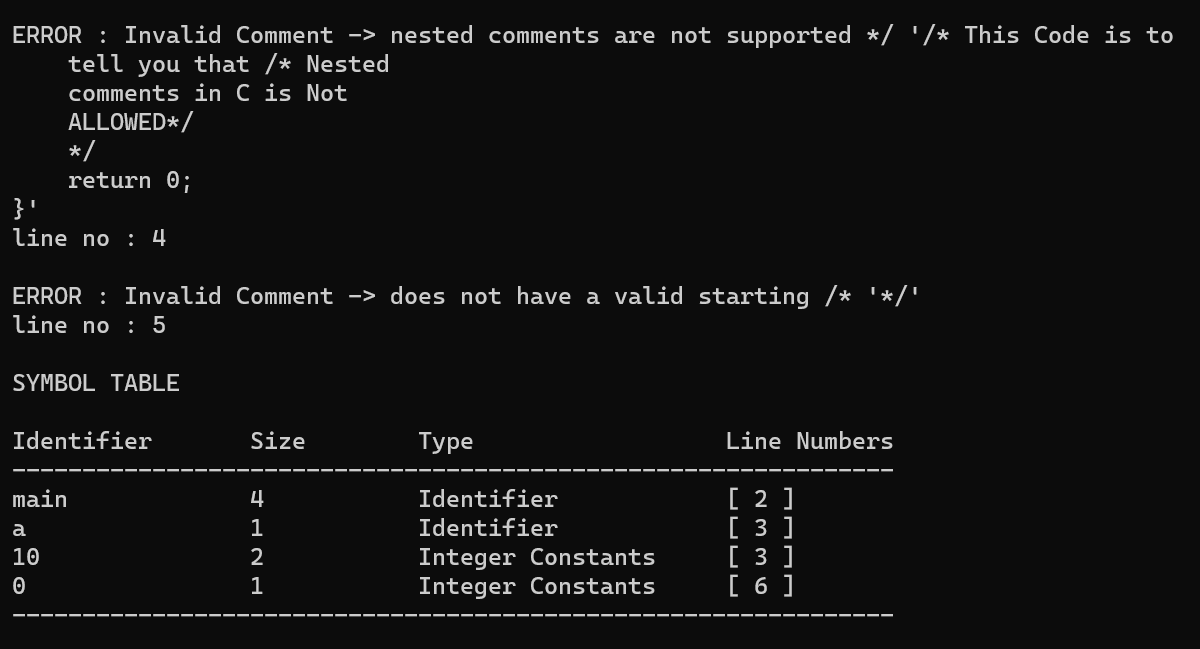 ERROR : Invalid Comment -> nested comments are not supported */ '/* This Code is to
    tell you that /* Nested
    comments in C is Not
    ALLOWED*/
    */
    return 0;
}'
line no : 4

ERROR : Invalid Comment -> does not have a valid starting /* '*/'
line no : 5

SYMBOL TABLE

Identifier       Size        Type                  Line Numbers
---------------------------------------------------------------
main             4           Identifier            [ 2 ]
a                1           Identifier            [ 3 ]
10               2           Integer Constants     [ 3 ]
0                1           Integer Constants     [ 6 ]
---------------------------------------------------------------